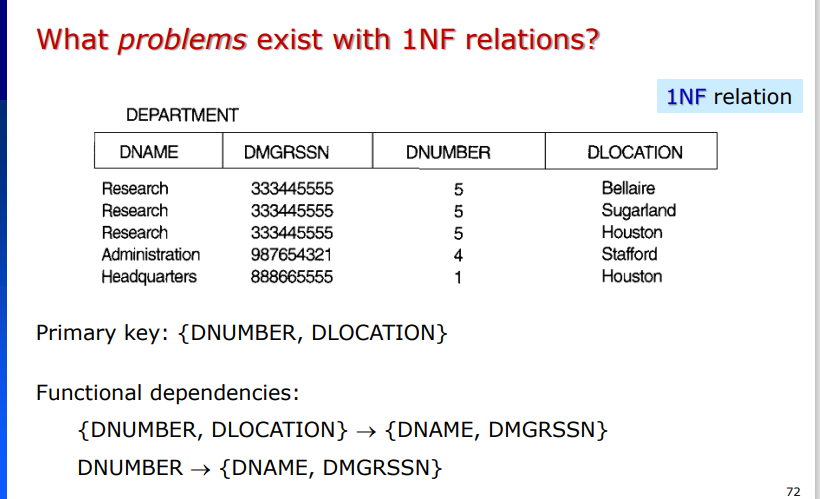 What problems exist with 1NF relations?
1NF relation
DEPARTMENT
DNAME DMGRSSN DNUMBER DLOCATION
Research 333445555 5 Bellaire
Research 333445555 5 Sugarland
Research 333445555 5 Houston
Administration 987654321 4 Stafford
Headquarters 888665555 1 Houston
Primary key: {DNUMBER, DLOCATION}
Functional dependencies:
{DNUMBER, DLOCATION} → {DNAME, DMGRSSN}
DNUMBER → {DNAME, DMGRSSN}
72